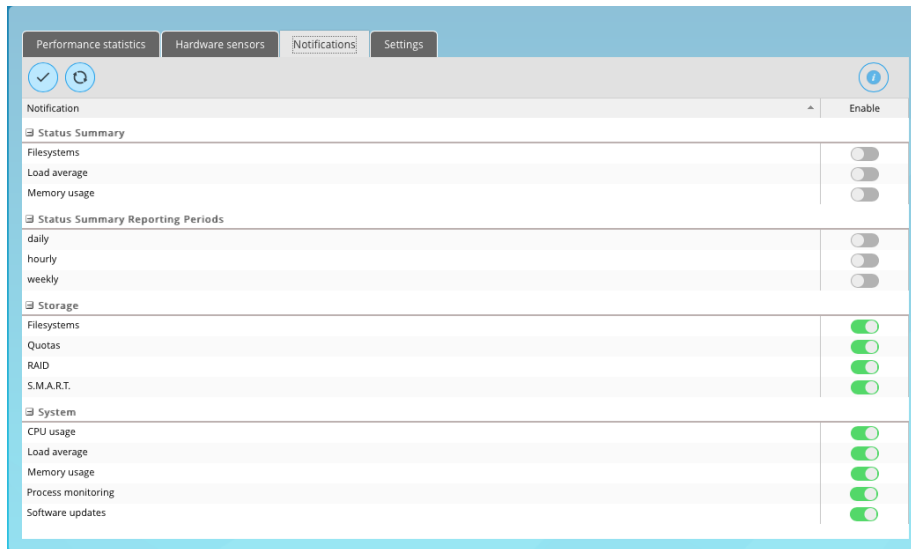 Performance statistics Hardware sensors Notifications Settings
Notification Enable
Status Summary
Filesystems
Load average
Memory usage
Status Summary Reporting Periods
daily
hourly
weekly
Storage
Filesystems
Quotas
RAID
S.M.A.R.T.
System
CPU usage
Load average
Memory usage
Process monitoring
Software updates